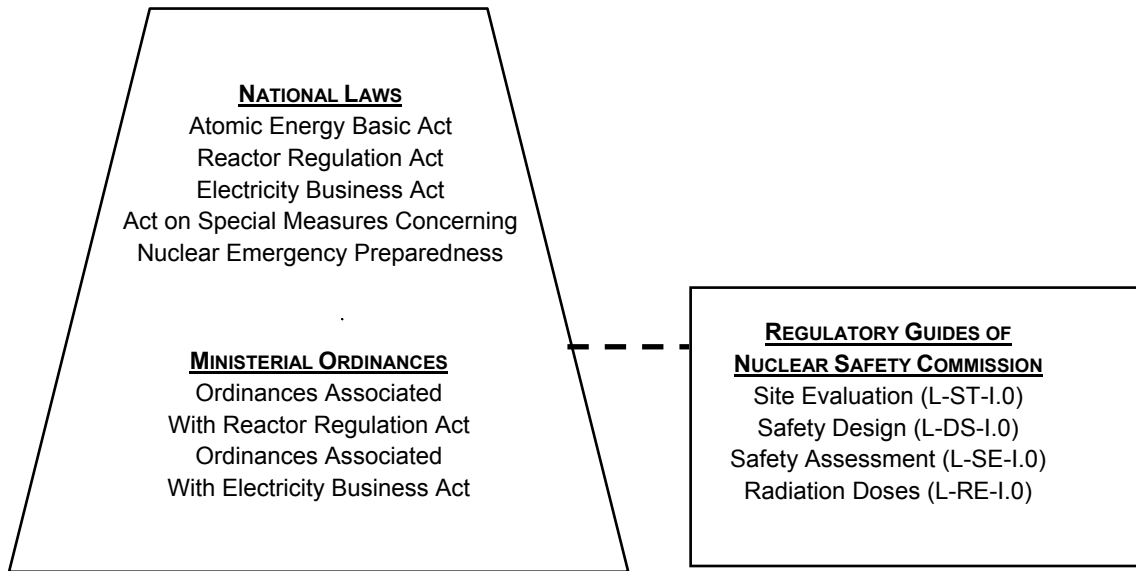 NATIONAL LAWS
Atomic Energy Basic Act
Reactor Regulation Act
Electricity Business Act
Act on Special Measures Concerning
Nuclear Emergency Preparedness
.
MINISTERIAL ORDINANCES
Ordinances Associated
With Reactor Regulation Act
Ordinances Associated
With Electricity Business Act
REGULATORY GUIDES OF
NUCLEAR SAFETY COMMISSION
Site Evaluation (L-ST-I.0)
Safety Design (L-DS-I.0)
Safety Assessment (L-SE-I.0)
Radiation Doses (L-RE-I.0)